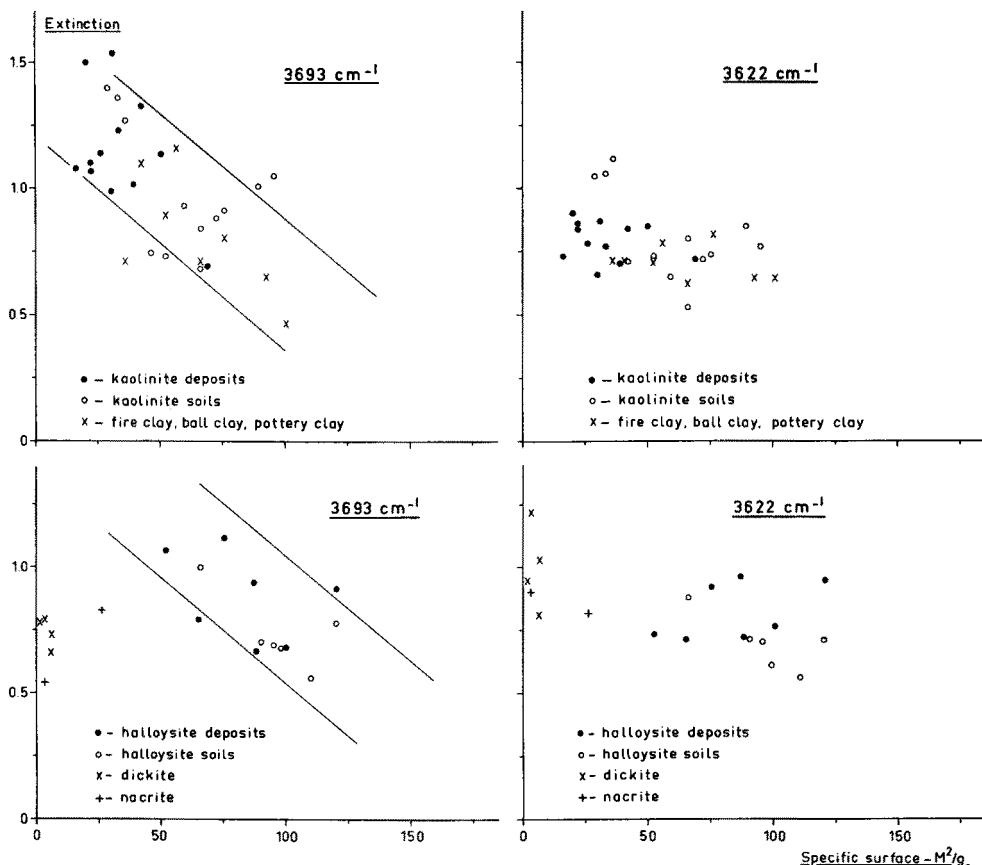 Extinction
1.5
1.0
0.5
0
3693 cm⁻¹
● – kaolinite deposits
○ – kaolinite soils
x – fire clay, ball clay, pottery clay
3622 cm⁻¹
● – kaolinite deposits
○ – kaolinite soils
x – fire clay, ball clay, pottery clay
1.0
0.5
0
3693 cm⁻¹
● – halloysite deposits
○ – halloysite soils
x – dickite
+ – nacrite
0 50 100 150
3622 cm⁻¹
● – halloysite deposits
○ – halloysite soils
x – dickite
+ – nacrite
0 50 100 150
Specific surface – M²/g